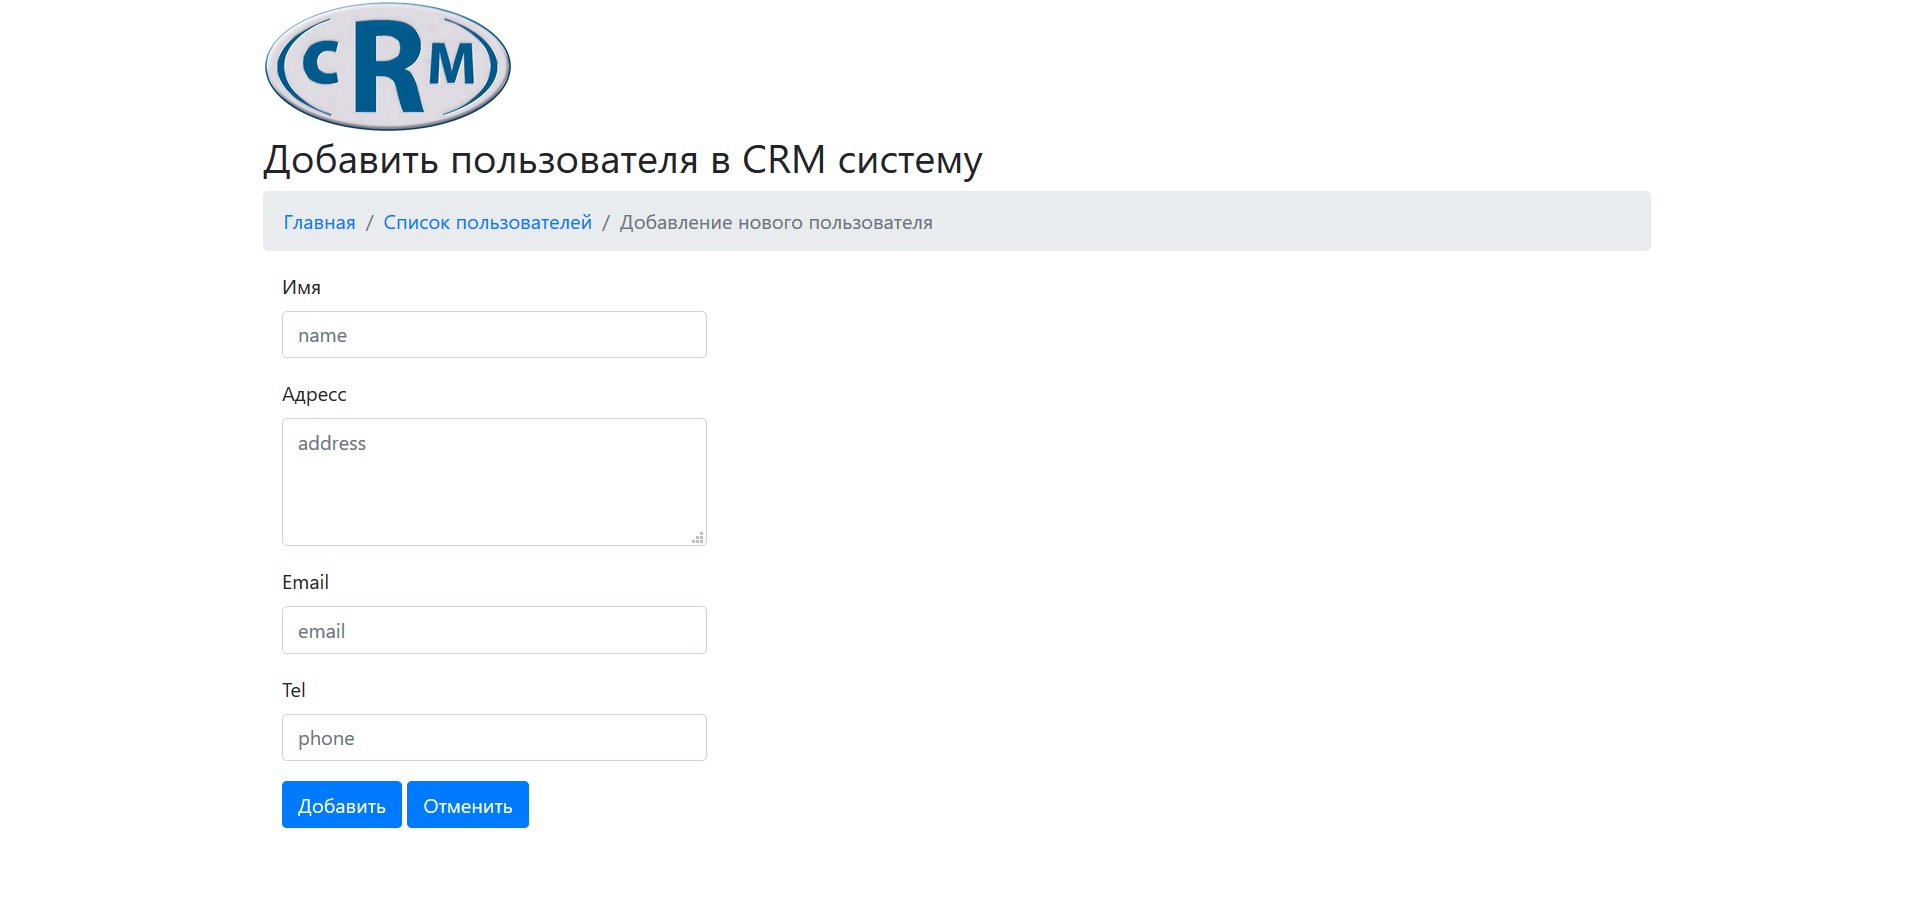 CRM
Добавить пользователя в CRM систему
Главная / Список пользователей / Добавление нового пользователя
Имя
name
Адресс
address
Email
email
Tel
phone
Добавить Отменить